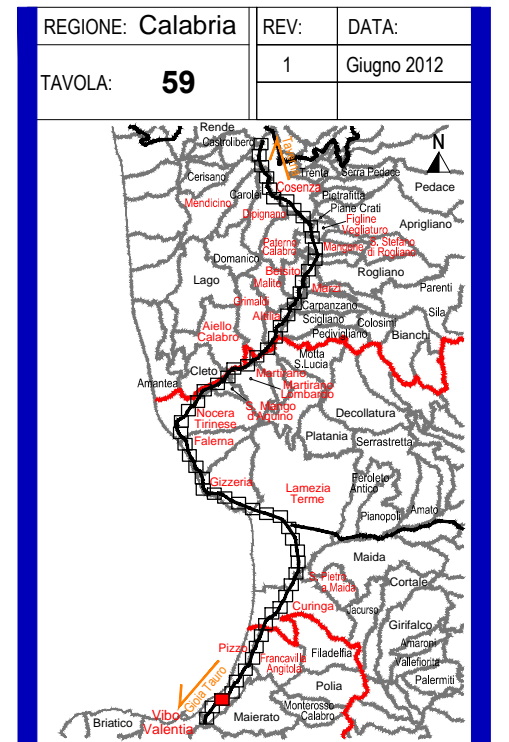 REGIONE: Calabria
REV:
DATA:
TAVOLA: 59
1
Giugno 2012
N
Rende
Castrolibero
Trenta
Serra Pedace
Cerisano
Cosenza
Pedace
Carolei
Pietrafitta
Mendicino
Piane Crati
Dipignano
Figline
Vegliaturo
Aprigliano
Paterno
Calabro
Mangone
S. Stefano
di Rogliano
Domanico
Rogliano
Belsito
Lago
Malito
Parenti
Marzi
Grimaldi
Carpanzano
Sila
Altilia
Scigliano
Colosimi
Aiello
Calabro
Pedivigliano
Bianchi
Motta
S.Lucia
Cleto
Martirano
Amantea
Martirano
Lombardo
S. Mango
d'Aquino
Nocera
Tirinese
Decollatura
Platania
Falerna
Serrastretta
Gizzeria
Feroleto
Antico
Lamezia
Terme
Pianopoli
Amato
Maida
S. Pietro
a Maida
Cortale
Curinga
Jacurso
Girifalco
Amaroni
Pizzo
Filadelfia
Francavilla
Angitola
Vallefiorita
Gioia Tauro
Polia
Palermiti
Monterosso
Calabro
Vibo
Valentia
Briatico
Maierato